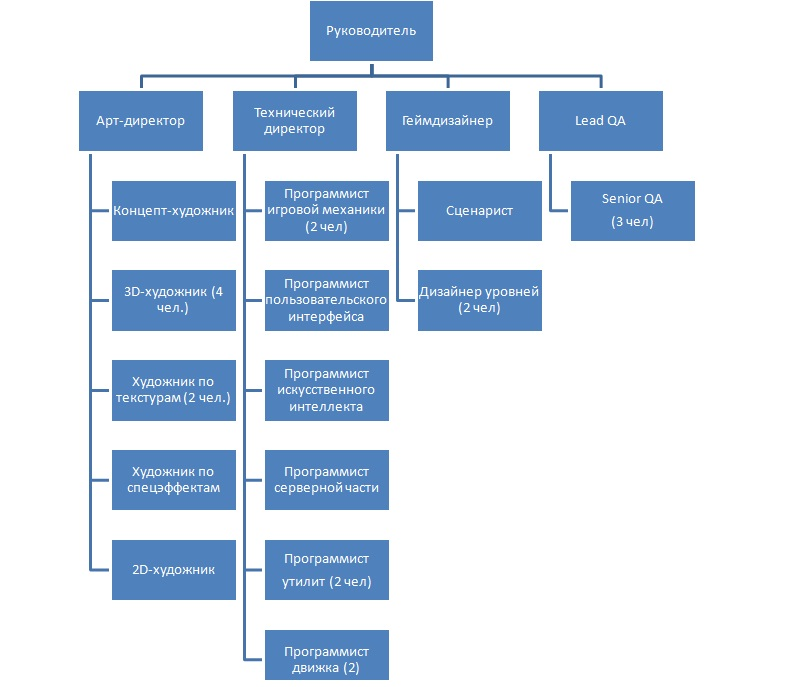 Руководитель
Арт-директор
Технический
директор
Геймдизайнер
Lead QA
Концепт-художник
3D-художник (4
чел.)
Художник по
текстурам (2 чел.)
Художник по
спецэффектам
2D-художник
Программист
игровой механики
(2 чел)
Программист
пользовательского
интерфейса
Программист
искусственного
интеллекта
Программист
серверной части
Программист
утилит (2 чел)
Программист
движка (2)
Сценарист
Дизайнер уровней
(2 чел)
Senior QA
(3 чел)